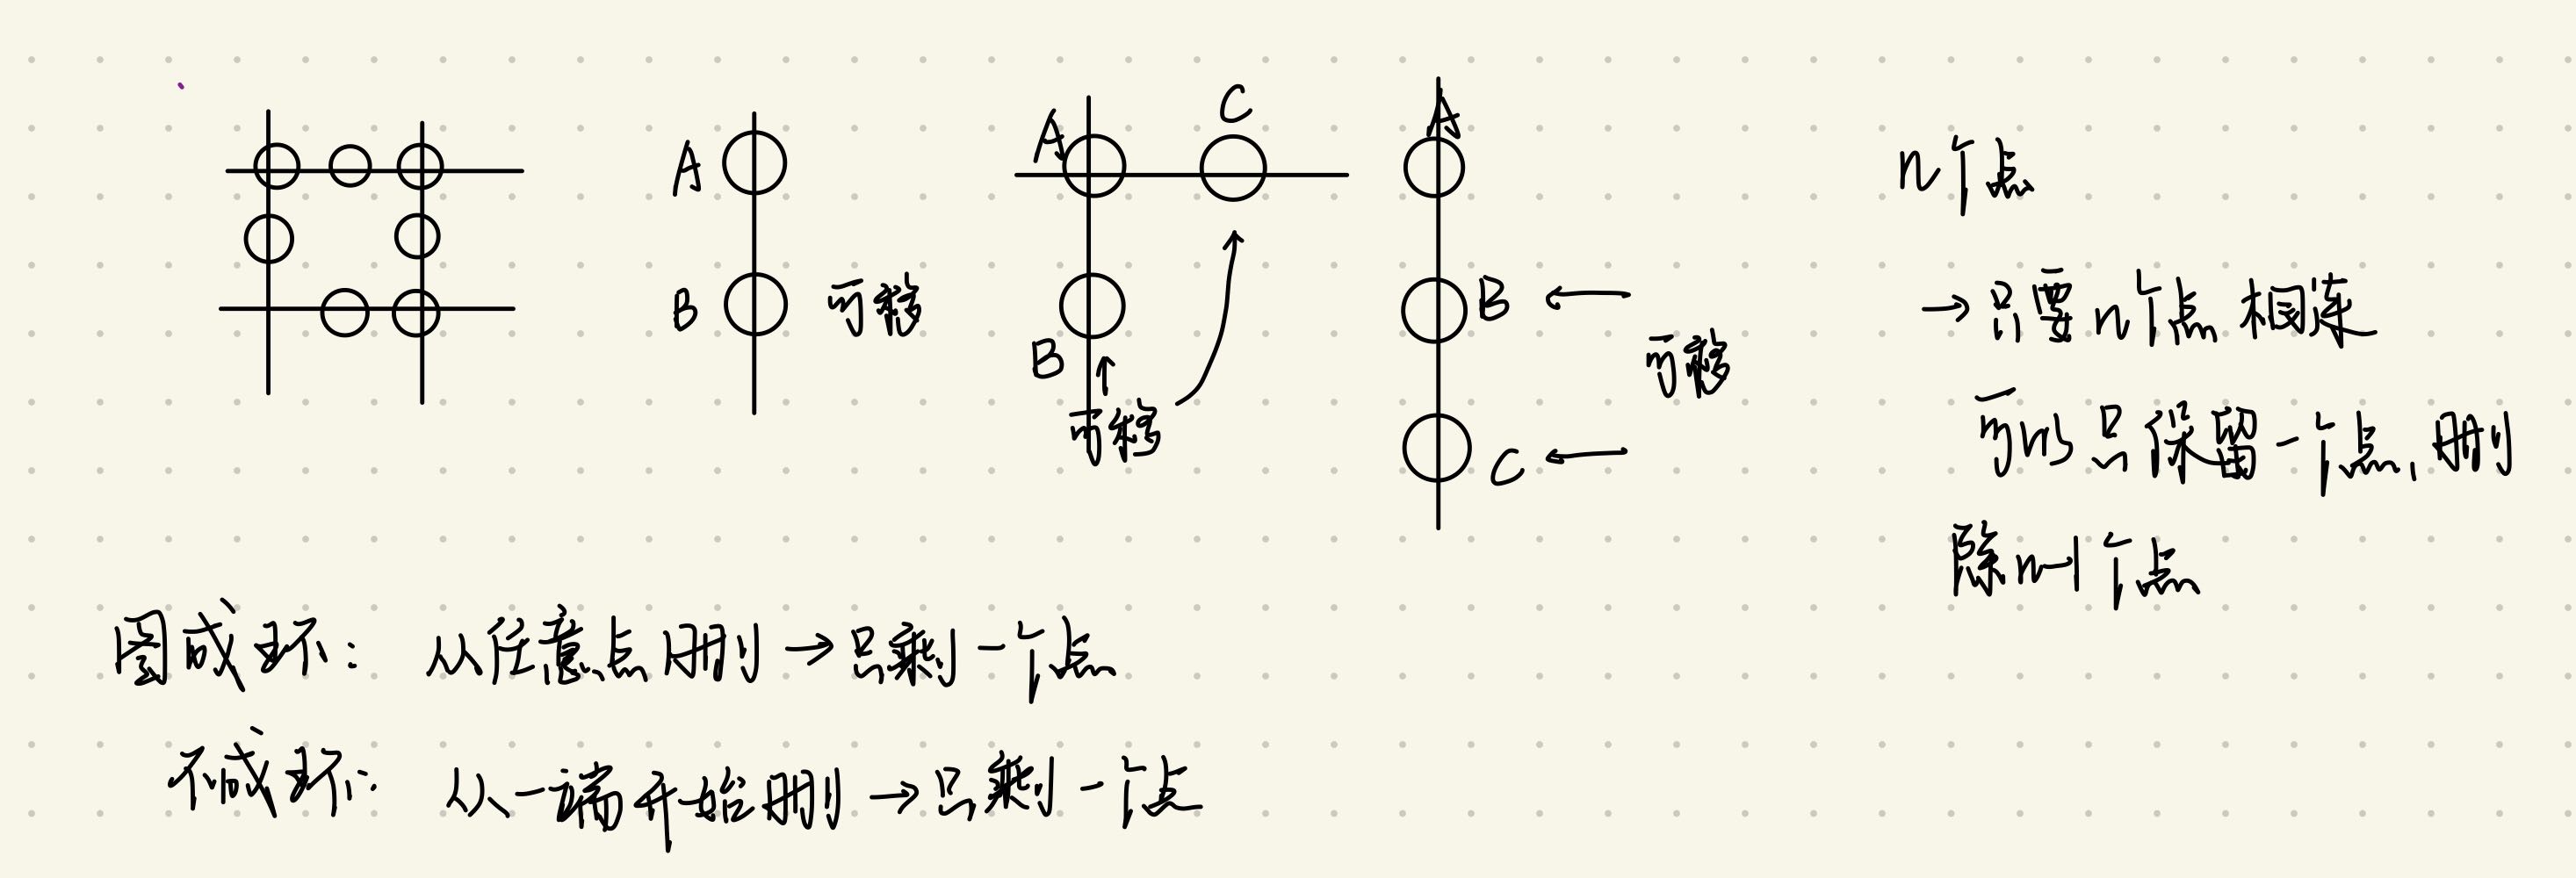 A
B
可移
A
C
B
可移
A
B
C
可移
n个点
→只要n个点相连
可以只保留一个点,删
除n-1个点
图成环: 从任意点开删→只剩一个点
不成环: 从一端开始删→只剩一个点